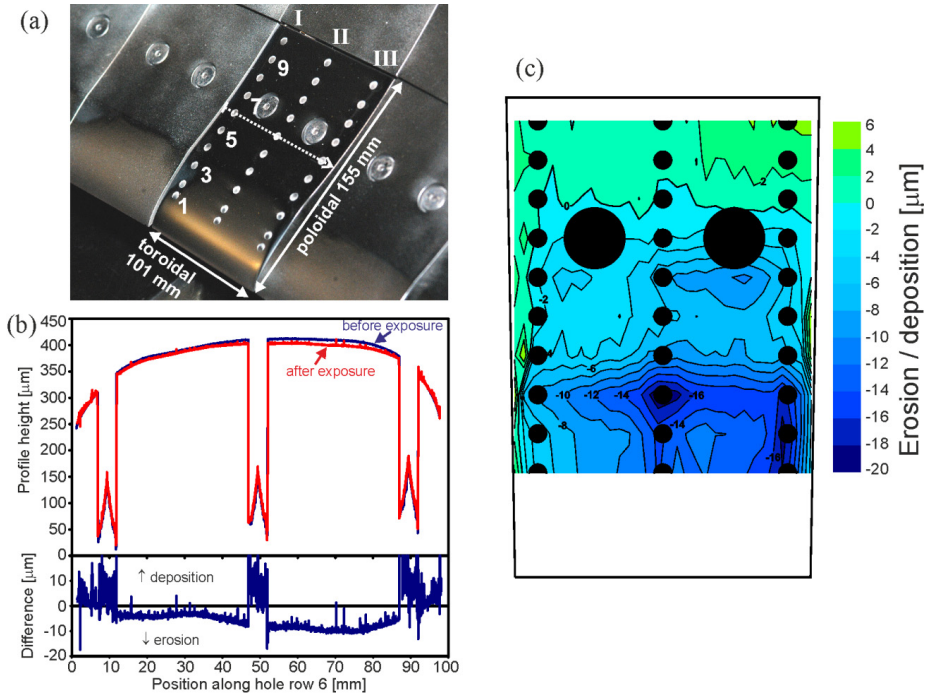 (a)
I
II
III
9
7
5
3
1
poloidal 155 mm
toroidal
101 mm
(b)
450
400
350
300
250
200
150
100
50
0
Profile height [μm]
before exposure
after exposure
10
0
-10
-20
Difference [μm]
↑ deposition
↓ erosion
0 10 20 30 40 50 60 70 80 90 100
Position along hole row 6 [mm]
(c)
2
0
-2
-6
-10 -12 -14 -16
-8
-14
6
4
2
0
-2
-4
-6
-8
-10
-12
-14
-16
-18
-20
Erosion / deposition [μm]